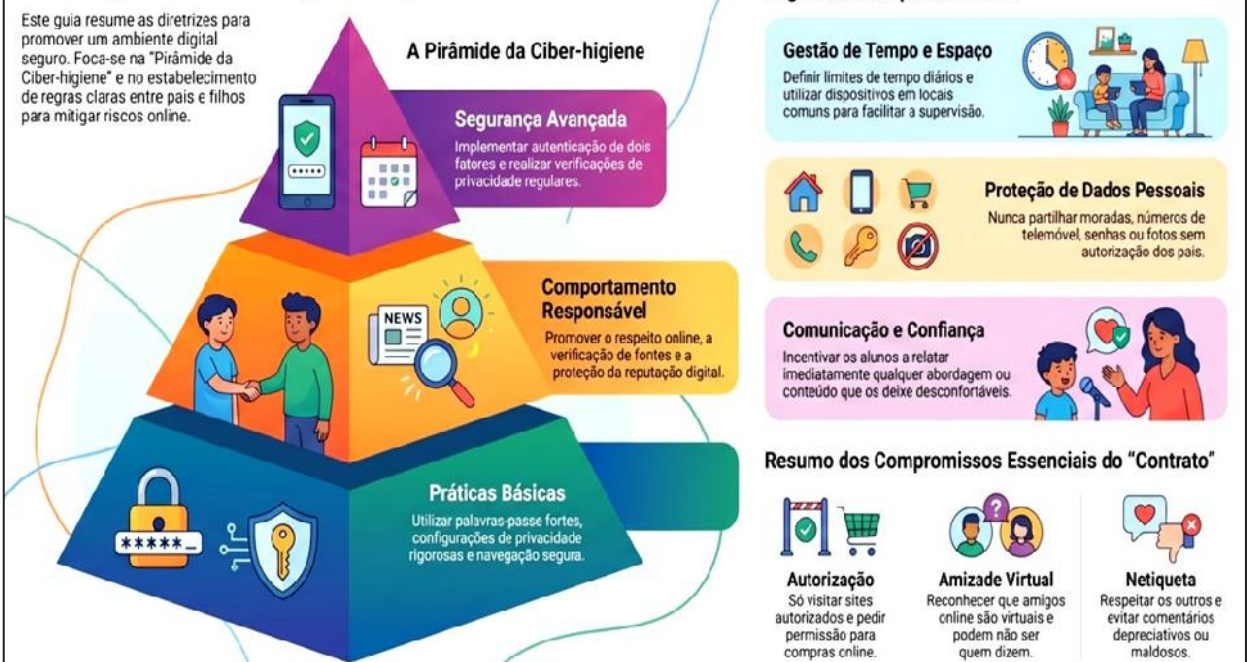 Este guia resume as diretrizes para
promover um ambiente digital
seguro. Foca-se na "Pirâmide da
Ciber-higiene" e no estabelecimento
de regras claras entre pais e filhos
para mitigar riscos online.
A Pirâmide da Ciber-higiene
Segurança Avançada
Implementar autenticação de dois
fatores e realizar verificações de
privacidade regulares.
Comportamento
Responsável
Promover o respeito online, a
verificação de fontes e a
proteção da reputação digital.
NEWS
Práticas Básicas
Utilizar palavras-passe fortes,
configurações de privacidade
rigorosas e navegação segura.
*****_
Gestão de Tempo e Espaço
Definir limites de tempo diários e
utilizar dispositivos em locais
comuns para facilitar a supervisão.
Proteção de Dados Pessoais
Nunca partilhar moradas, números de
telemóvel, senhas ou fotos sem
autorização dos pais.
Comunicação e Confiança
Incentivar os alunos a relatar
imediatamente qualquer abordagem ou
conteúdo que os deixe desconfortáveis.
Resumo dos Compromissos Essenciais do "Contrato"
Autorização
Só visitar sites
autorizados e pedir
permissão para
compras online.
?
Amizade Virtual
Reconhecer que amigos
online são virtuais e
podem não ser
quem dizem.
Netiqueta
Respeitar os outros e
evitar comentários
depreciativos ou
maldosos.